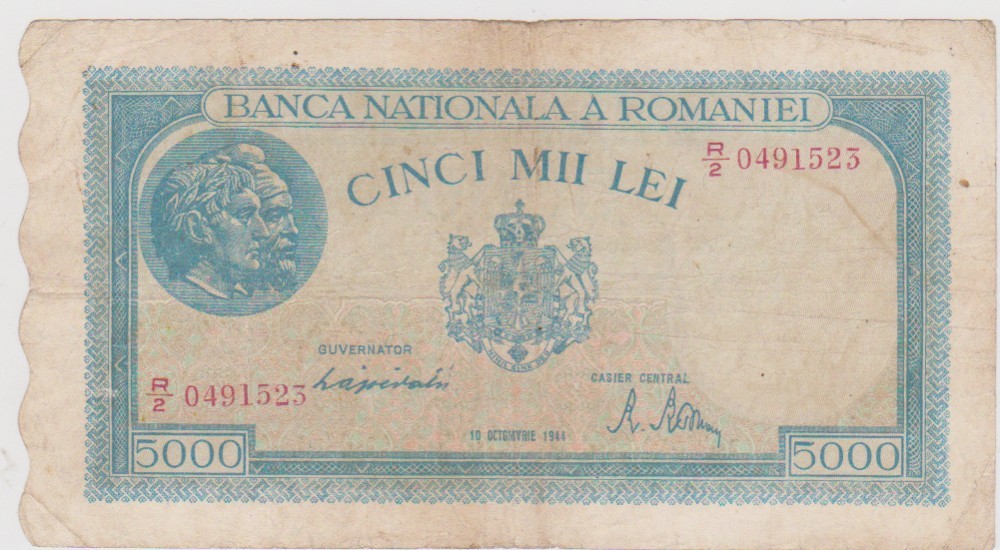 BANCA NATIONALA A ROMANIEI
CINCI MII LEI
R/2 0491523
GUVERNATOR
CASIER CENTRAL
R/2 0491523
10 OCTOMVRIE 1944
5000
5000